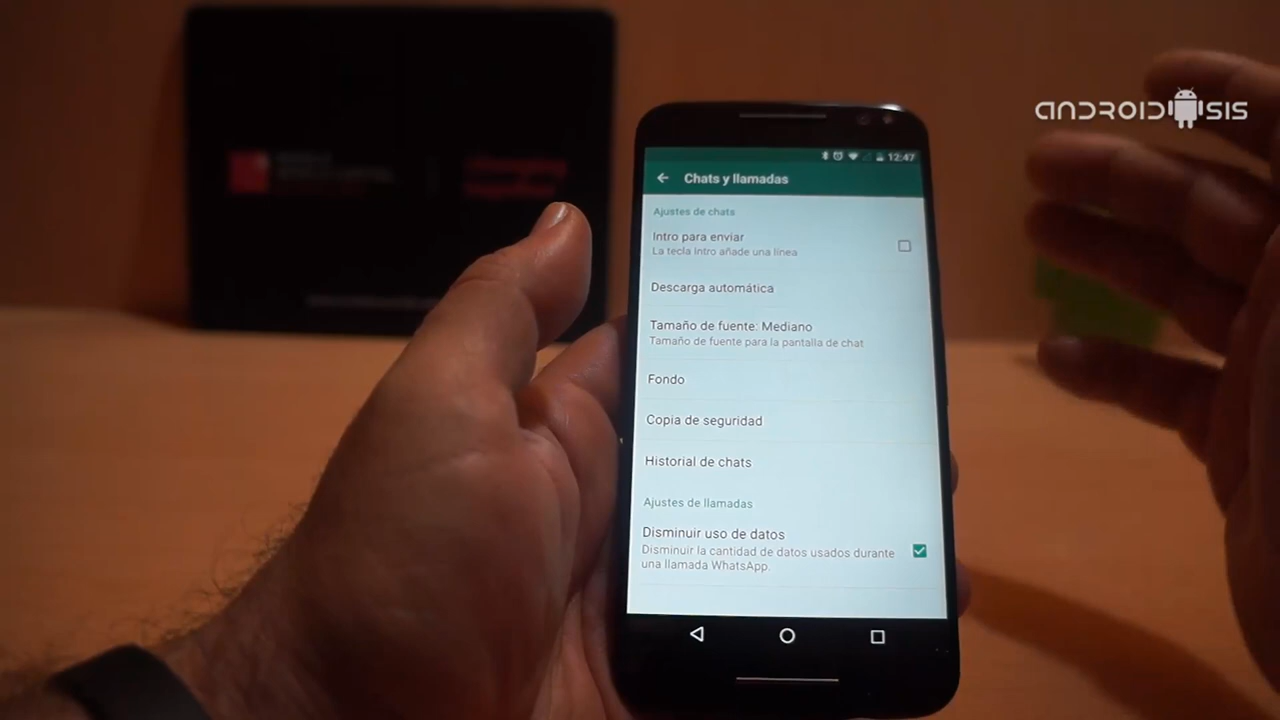 ANDROIDSIS
12:47
Chats y llamadas
Ajustes de chats
Intro para enviar
La tecla Intro añade una línea
Descarga automática
Tamaño de fuente: Mediano
Tamaño de fuente para la pantalla de chat
Fondo
Copia de seguridad
Historial de chats
Ajustes de llamadas
Disminuir uso de datos
Disminuir la cantidad de datos usados durante
una llamada WhatsApp.